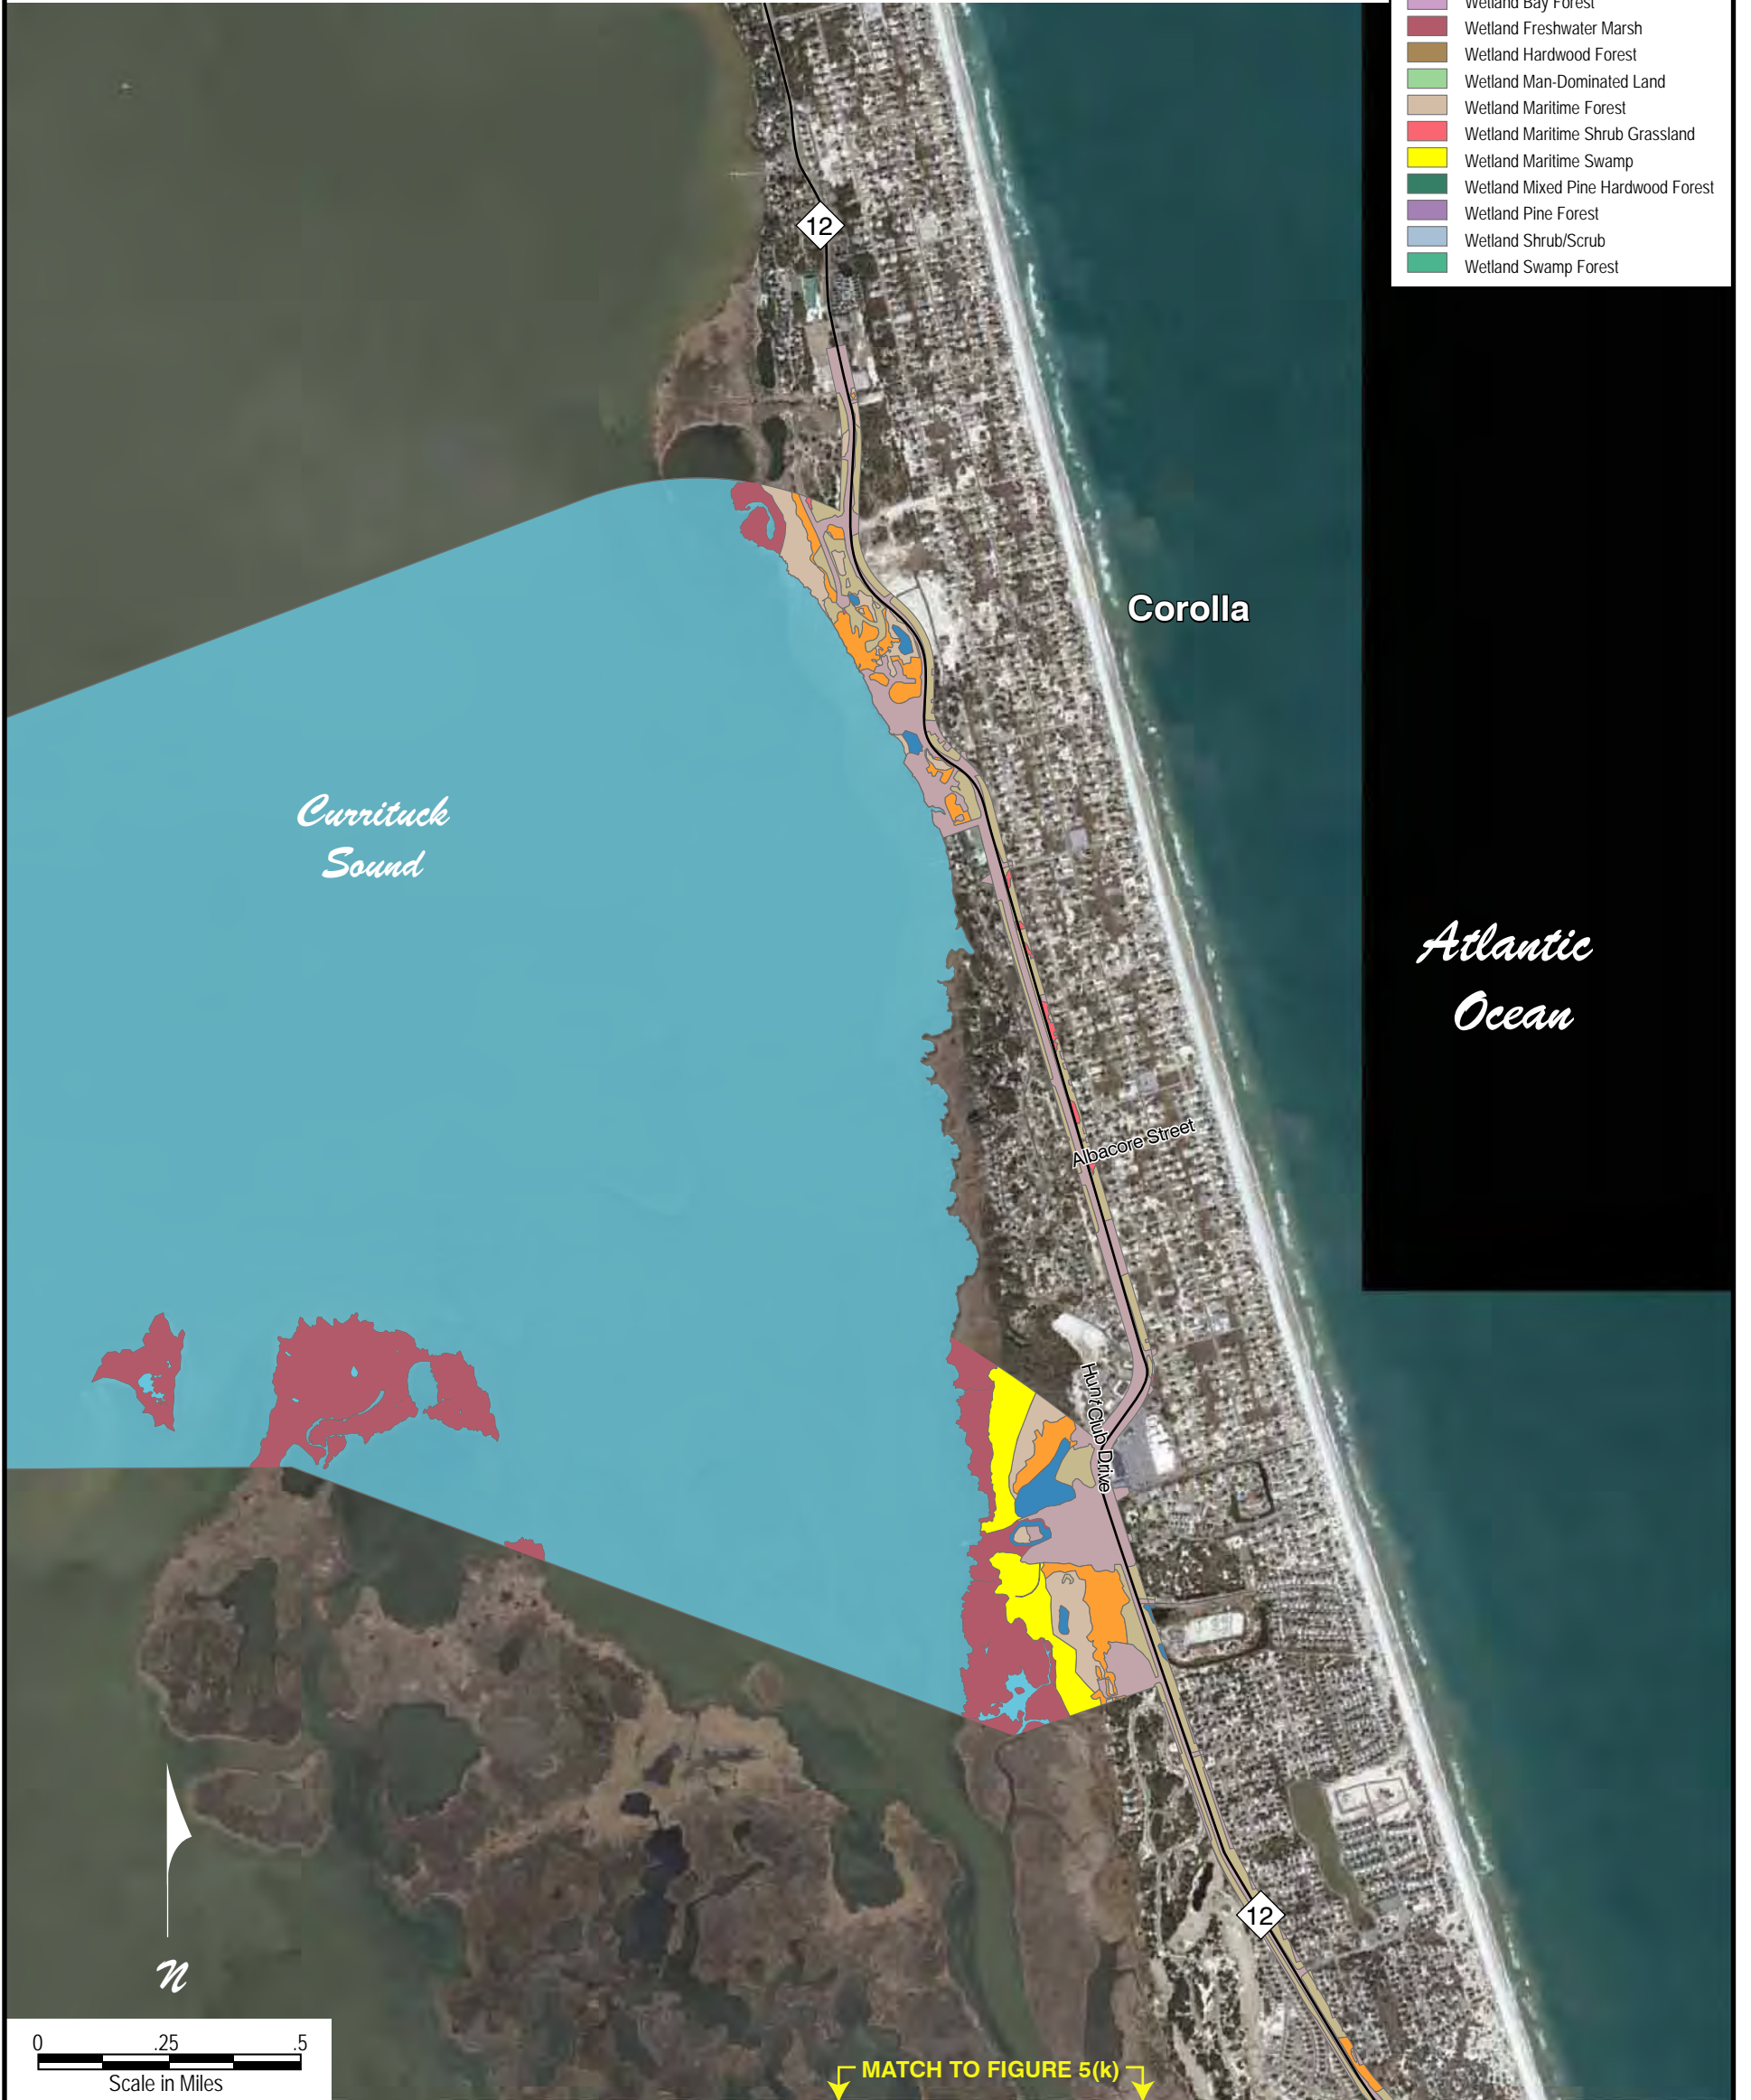 Wetland Bay Forest
Wetland Freshwater Marsh
Wetland Hardwood Forest
Wetland Man-Dominated Land
Wetland Maritime Forest
Wetland Maritime Shrub Grassland
Wetland Maritime Swamp
Wetland Mixed Pine Hardwood Forest
Wetland Pine Forest
Wetland Shrub/Scrub
Wetland Swamp Forest
12
Corolla
Currituck
Sound
Atlantic
Ocean
Albacore Street
Hunt Club Drive
12
N
0 .25 .5
Scale in Miles
MATCH TO FIGURE 5(k)